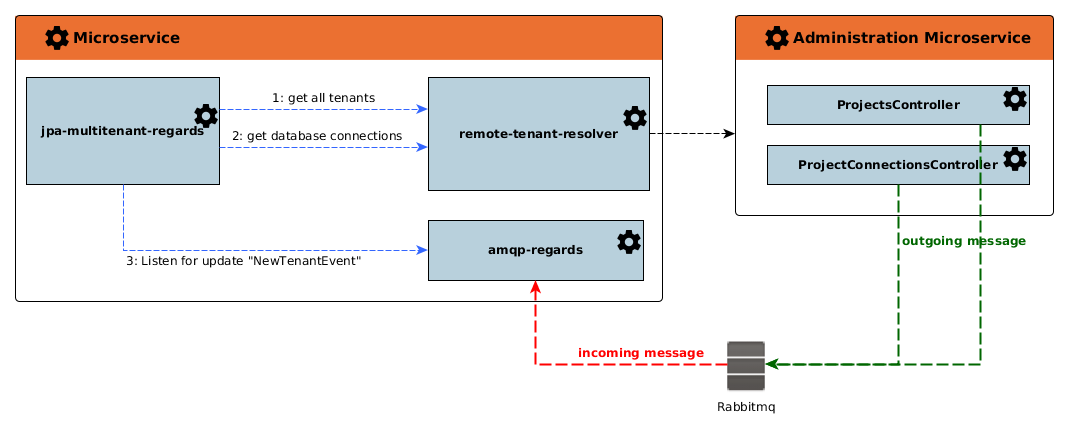 Microservice
Administration Microservice
jpa-multitenant-regards
1: get all tenants
2: get database connections
remote-tenant-resolver
ProjectsController
ProjectConnectionsController
3: Listen for update "NewTenantEvent"
amqp-regards
outgoing message
incoming message
Rabbitmq